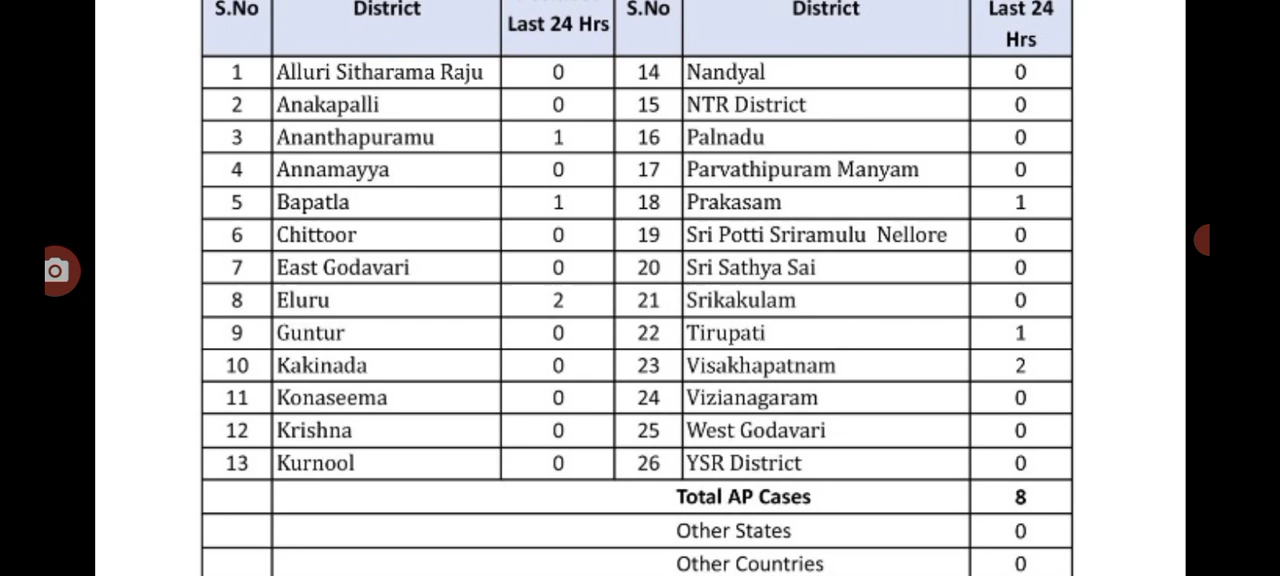 S.No District Last 24 Hrs S.No District Last 24 Hrs
1 Alluri Sitharama Raju 0 14 Nandyal 0
2 Anakapalli 0 15 NTR District 0
3 Ananthapuramu 1 16 Palnadu 0
4 Annamayya 0 17 Parvathipuram Manyam 0
5 Bapatla 1 18 Prakasam 1
6 Chittoor 0 19 Sri Potti Sriramulu Nellore 0
7 East Godavari 0 20 Sri Sathya Sai 0
8 Eluru 2 21 Srikakulam 0
9 Guntur 0 22 Tirupati 1
10 Kakinada 0 23 Visakhapatnam 2
11 Konaseema 0 24 Vizianagaram 0
12 Krishna 0 25 West Godavari 0
13 Kurnool 0 26 YSR District 0
Total AP Cases 8
Other States 0
Other Countries 0